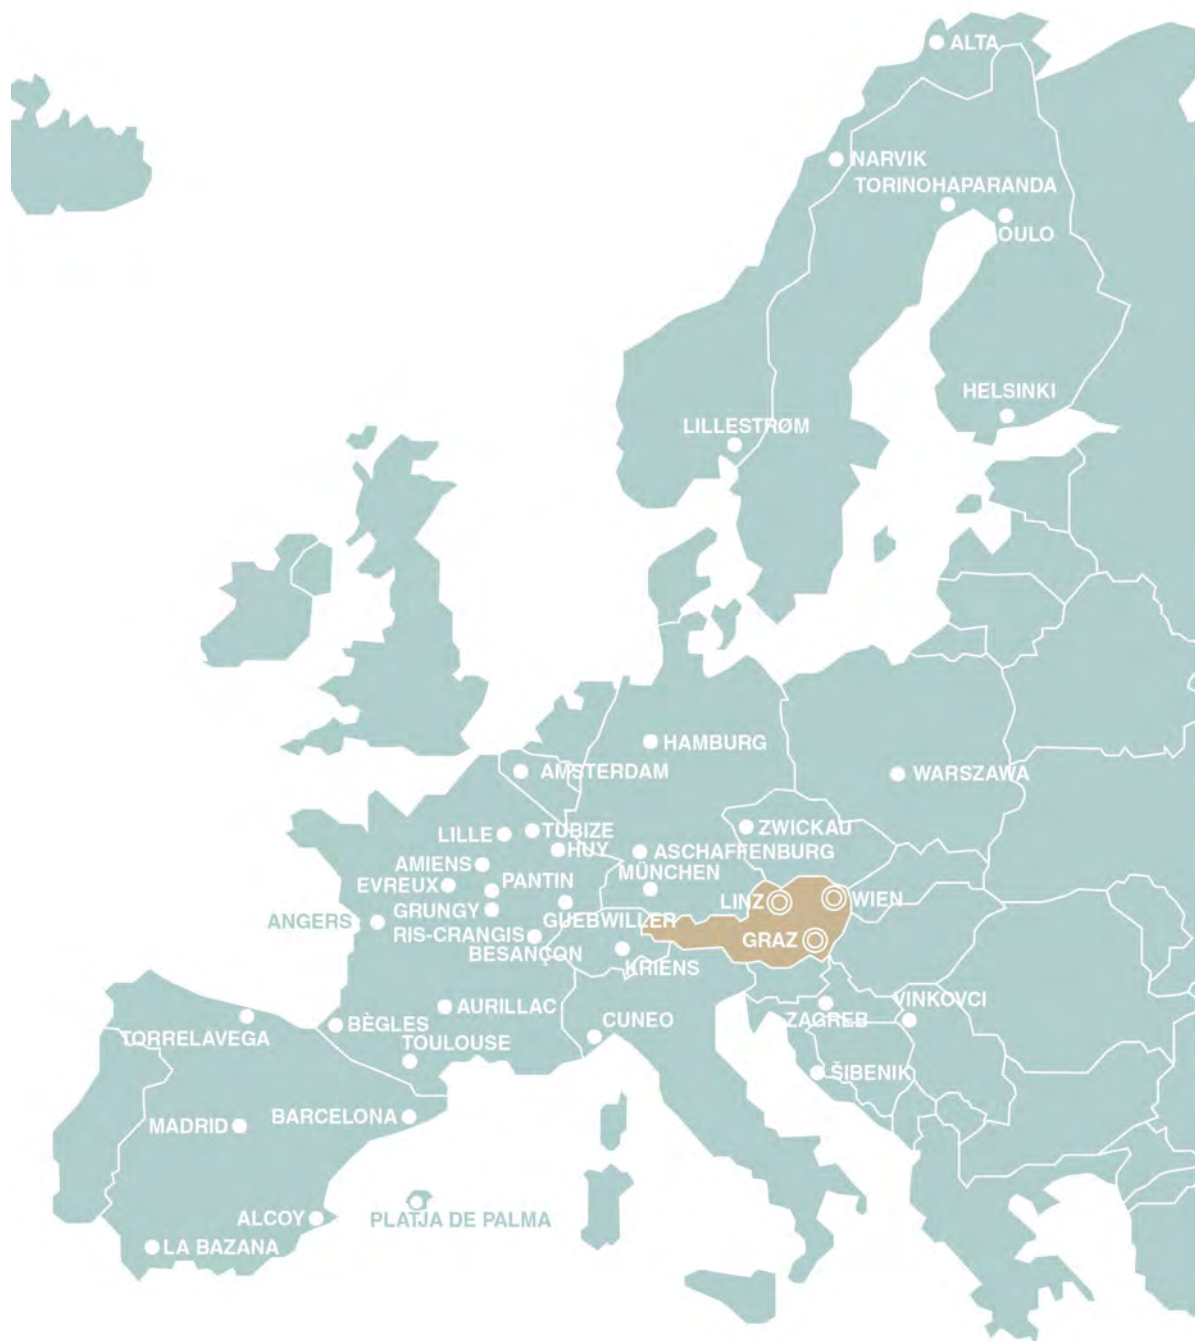 ALTA
NARVIK
TORINOHAPARANDA
OULO
HELSINKI
LILLESTRØM
HAMBURG
AMSTERDAM
WARSZAWA
LILLE
TUBIZE
ZWICKAU
HUY
ASCHAFFENBURG
AMIENS
MÜNCHEN
EVREUX
PANTIN
LINZ
WIEN
GRUNGY
GUEBWILLER
ANGERS
RIS-CRANGIS
GRAZ
BESANÇON
KRIENS
AURILLAC
VINKOVCI
CUNEO
ZAGREB
BÈGLES
TORRELAVEGA
TOULOUSE
ŠIBENIK
BARCELONA
MADRID
ALCOY
PLATJA DE PALMA
LA BAZANA